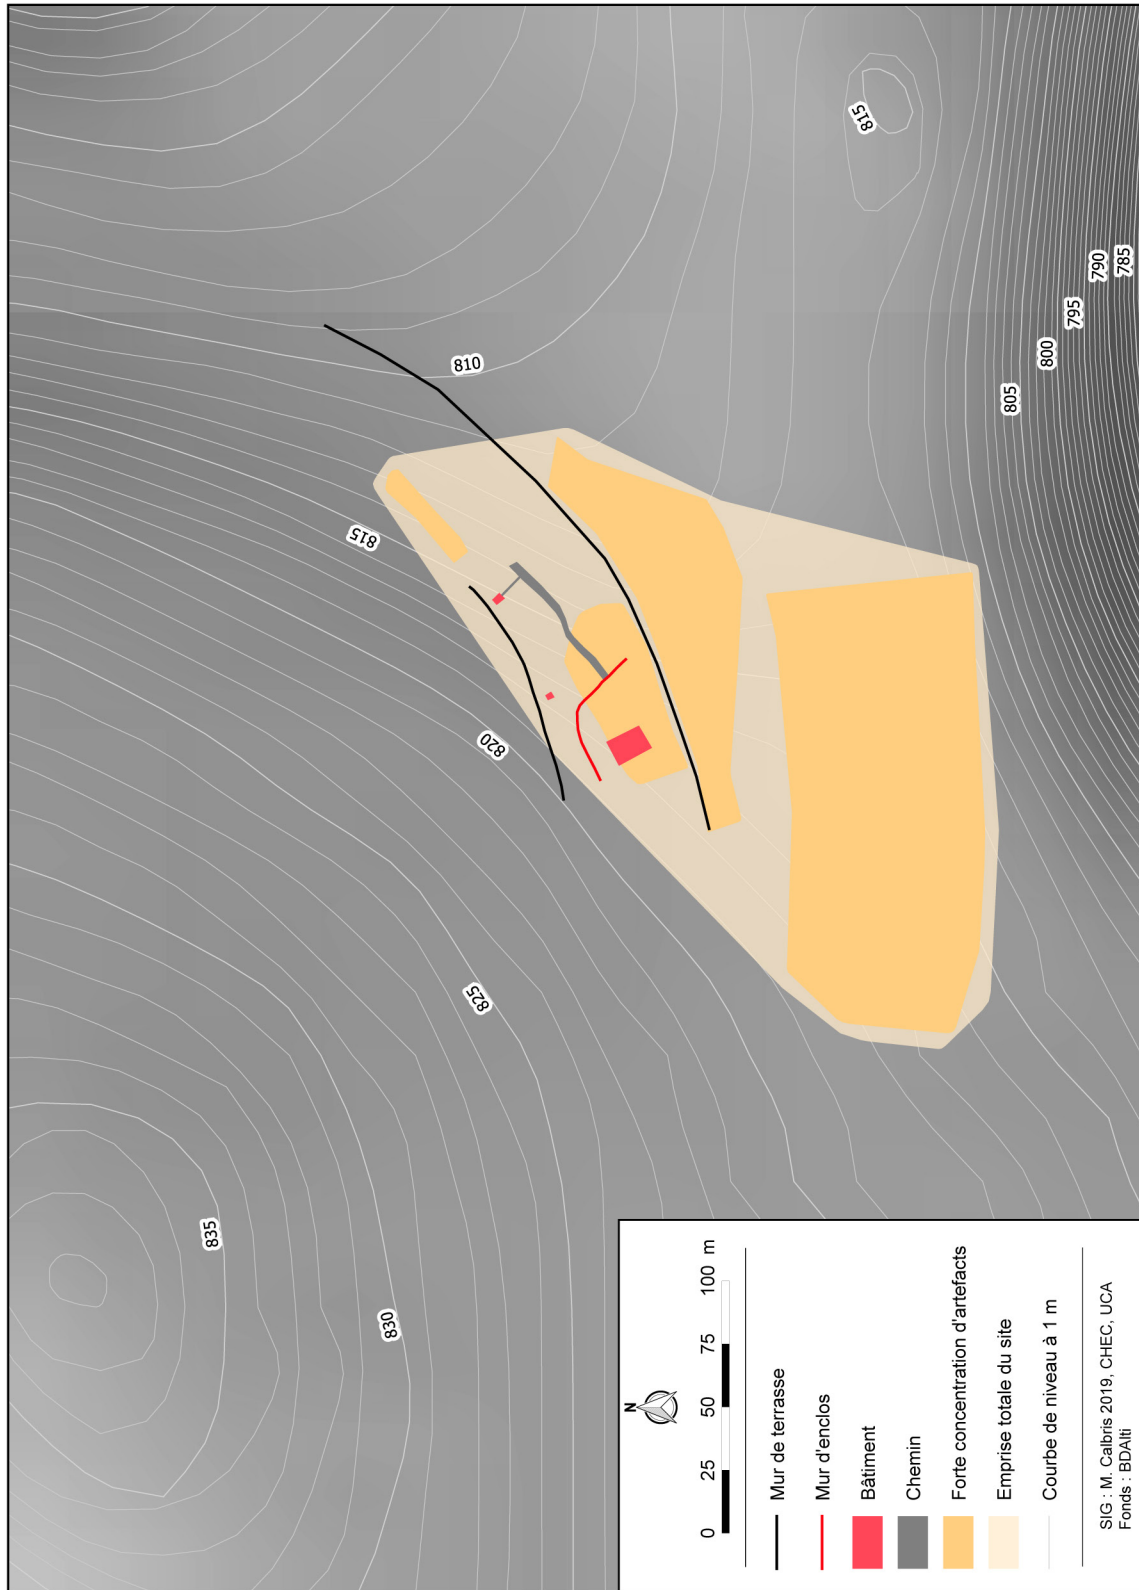 815
810
790
785
795
800
805
815
820
825
835
830
N
0 25 50 75 100 m
Mur de terrasse
Mur d'enclos
Bâtiment
Chemin
Forte concentration d'artefacts
Emprise totale du site
Courbe de niveau à 1 m
SIG : M. Calbris 2019, CHEC, UCA
Fonds : BDAlti